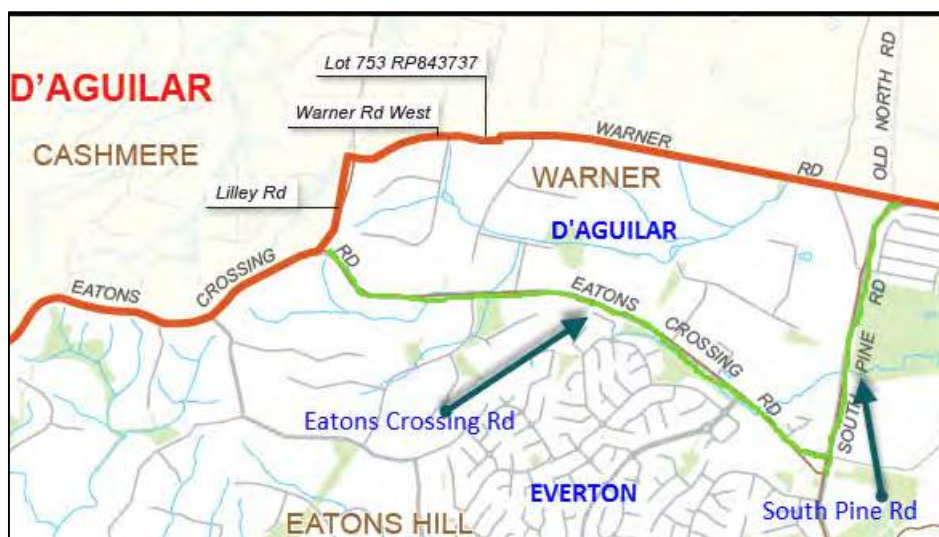 Lot 753 RP843737
D'AGUILAR
Warner Rd West
CASHMERE
WARNER
RD
OLD NORTH RD
WARNER
Lilley Rd
D'AGUILAR
EATONS
CROSSING
RD
EATONS
CROSSING
RD
SOUTH PINE RD
Eatons Crossing Rd
EVERTON
South Pine Rd
EATONS HILL